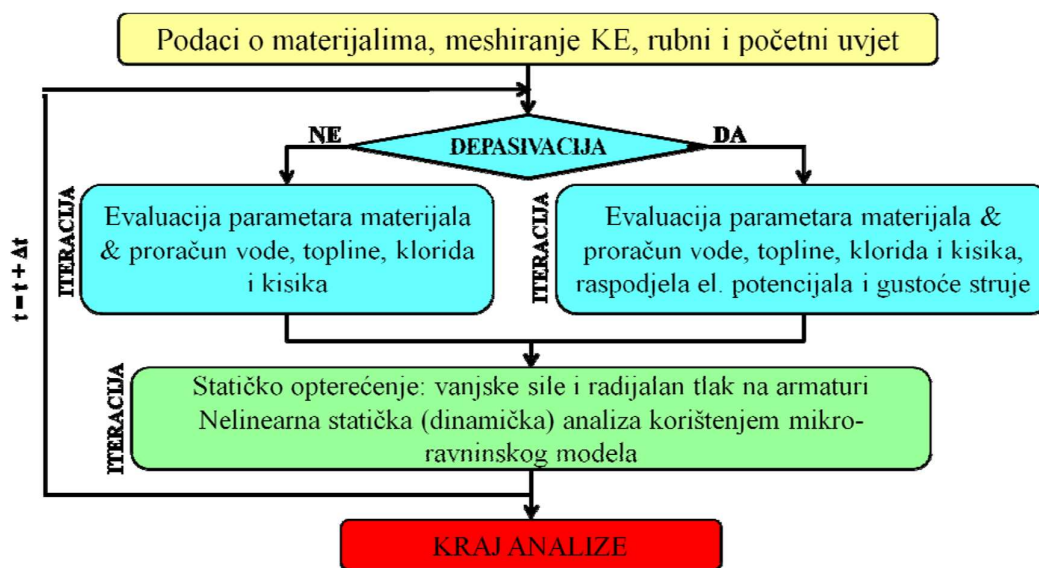 Podaci o materijalima, meshiranje KE, rubni i početni uvjet
NE
DEPASIVACIJA
DA
ITERACIJA
Evaluacija parametara materijala
& proračun vode, topline, klorida
i kisika
ITERACIJA
Evaluacija parametara materijala &
proračun vode, topline, klorida i kisika,
raspodjela el. potencijala i gustoće struje
t = t + Δt
ITERACIJA
Statičko opterećenje: vanjske sile i radijalan tlak na armaturi
Nelinearna statička (dinamička) analiza korištenjem mikro-
ravninskog modela
KRAJ ANALIZE